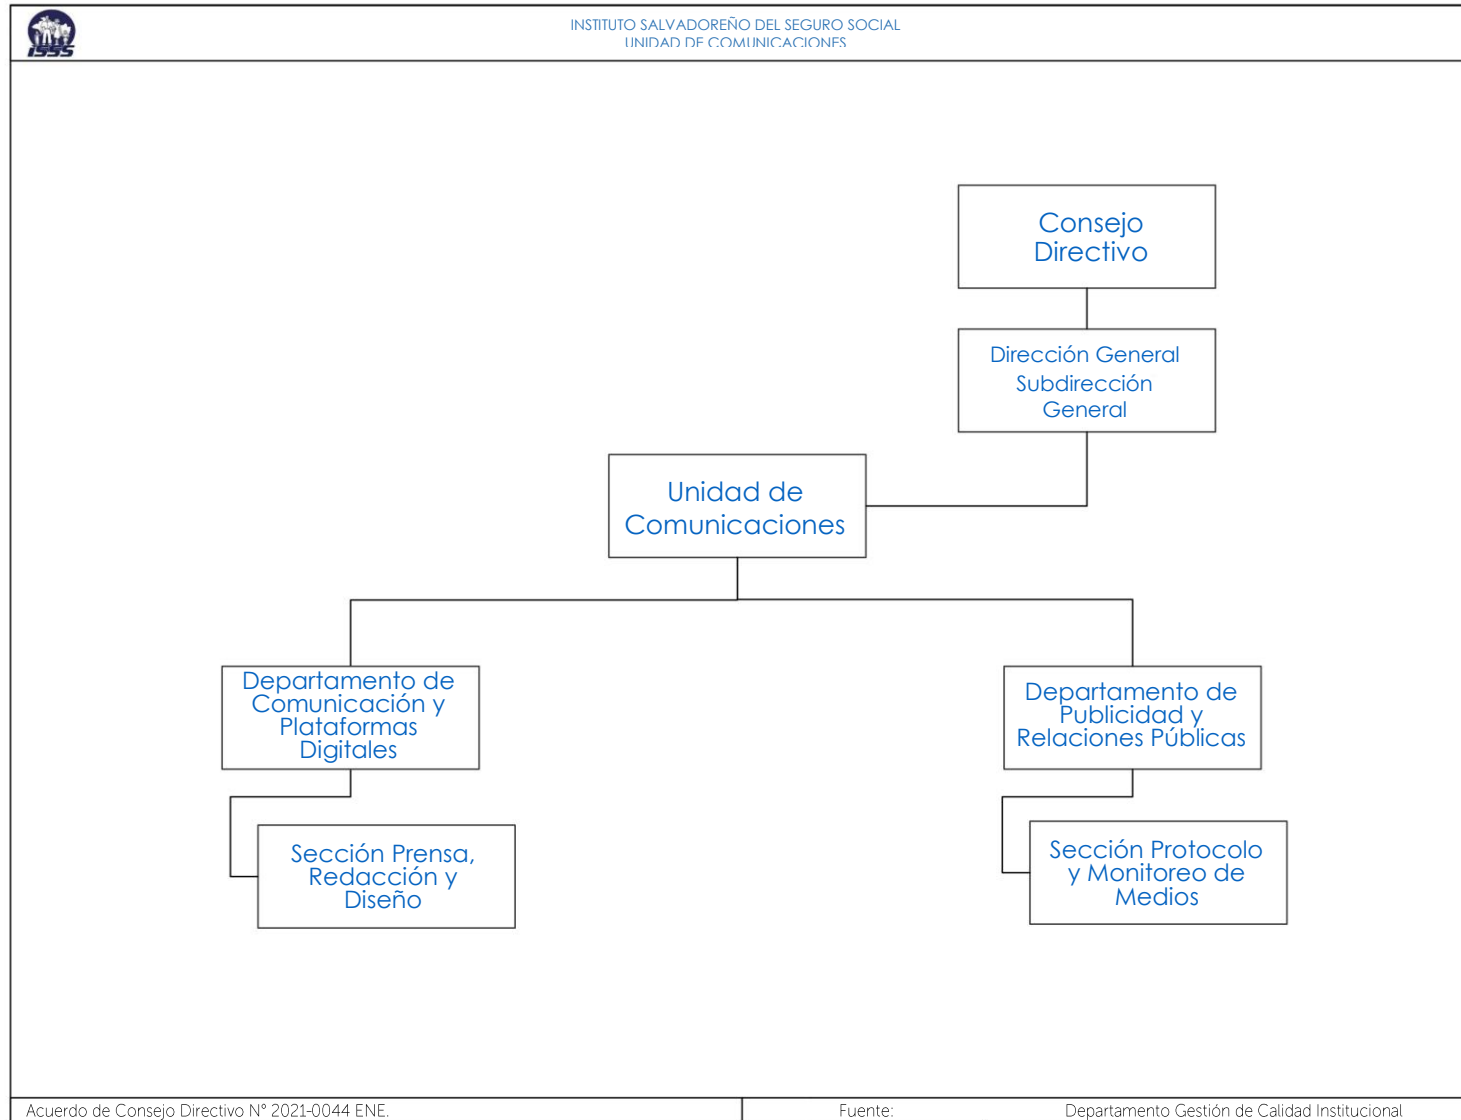 ISSS
INSTITUTO SALVADOREÑO DEL SEGURO SOCIAL
UNIDAD DE COMUNICACIONES
Consejo
Directivo
Dirección General
Subdirección
General
Unidad de
Comunicaciones
Departamento de
Comunicación y
Plataformas
Digitales
Departamento de
Publicidad y
Relaciones Públicas
Sección Prensa,
Redacción y
Diseño
Sección Protocolo
y Monitoreo de
Medios
Acuerdo de Consejo Directivo N° 2021-0044 ENE.
Fuente: Departamento Gestión de Calidad Institucional